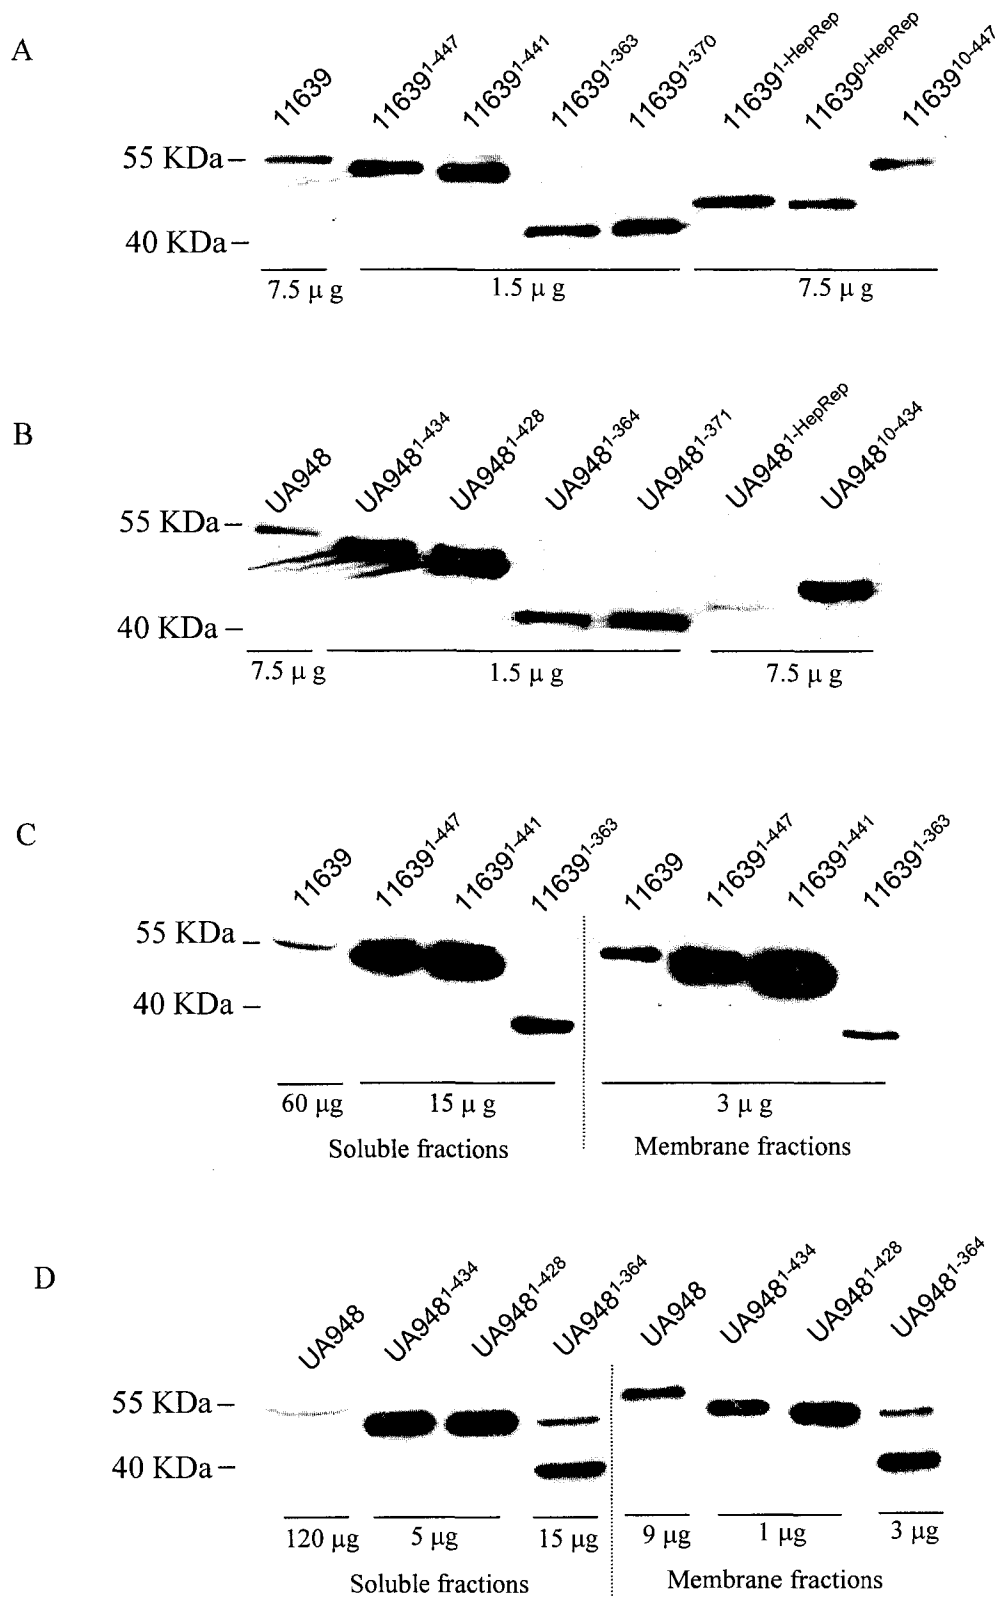 A
11639 11639¹⁻⁴⁴⁷ 11639¹⁻⁴⁴¹ 11639¹⁻³⁶³ 11639¹⁻³⁷⁰ 11639¹⁻ᴴᵉᵖᴿᵉᵖ 11639⁰⁻ᴴᵉᵖᴿᵉᵖ 11639¹⁰⁻⁴⁴⁷
55 KDa –
40 KDa –
7.5 μ g 1.5 μ g 7.5 μ g
B
UA948 UA948¹⁻⁴³⁴ UA948¹⁻⁴²⁸ UA948¹⁻³⁶⁴ UA948¹⁻³⁷¹ UA948¹⁻ᴴᵉᵖᴿᵉᵖ UA948¹⁰⁻⁴³⁴
55 KDa –
40 KDa –
7.5 μ g 1.5 μ g 7.5 μ g
C
11639 11639¹⁻⁴⁴⁷ 11639¹⁻⁴⁴¹ 11639¹⁻³⁶³ 11639 11639¹⁻⁴⁴⁷ 11639¹⁻⁴⁴¹ 11639¹⁻³⁶³
55 KDa –
40 KDa –
60 μg 15 μ g 3 μ g
Soluble fractions Membrane fractions
D
UA948 UA948¹⁻⁴³⁴ UA948¹⁻⁴²⁸ UA948¹⁻³⁶⁴ UA948 UA948¹⁻⁴³⁴ UA948¹⁻⁴²⁸ UA948¹⁻³⁶⁴
55 KDa –
40 KDa –
120 μg 5 μg 15 μg 9 μg 1 μg 3 μg
Soluble fractions Membrane fractions